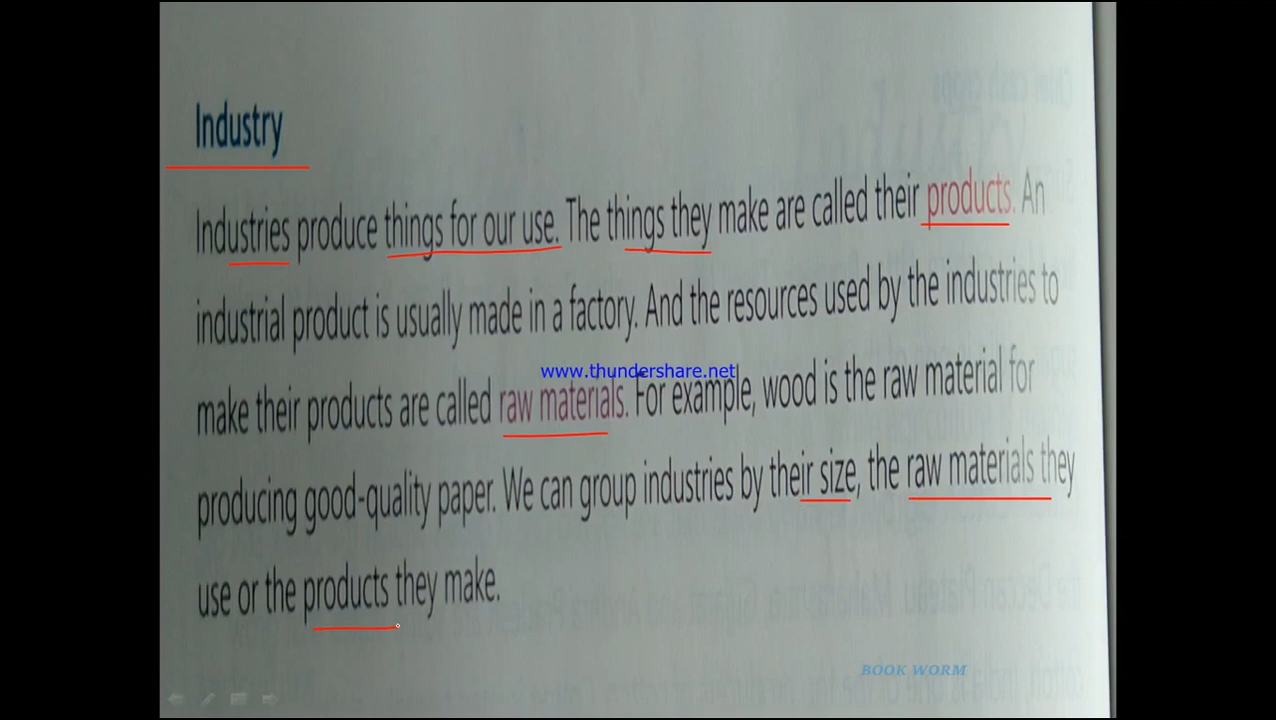 Industry
Industries produce things for our use. The things they make are called their products. An
industrial product is usually made in a factory. And the resources used by the industries to
www.thundershare.net
make their products are called raw materials. For example, wood is the raw material for
producing good-quality paper. We can group industries by their size, the raw materials they
use or the products they make.
BOOK WORM